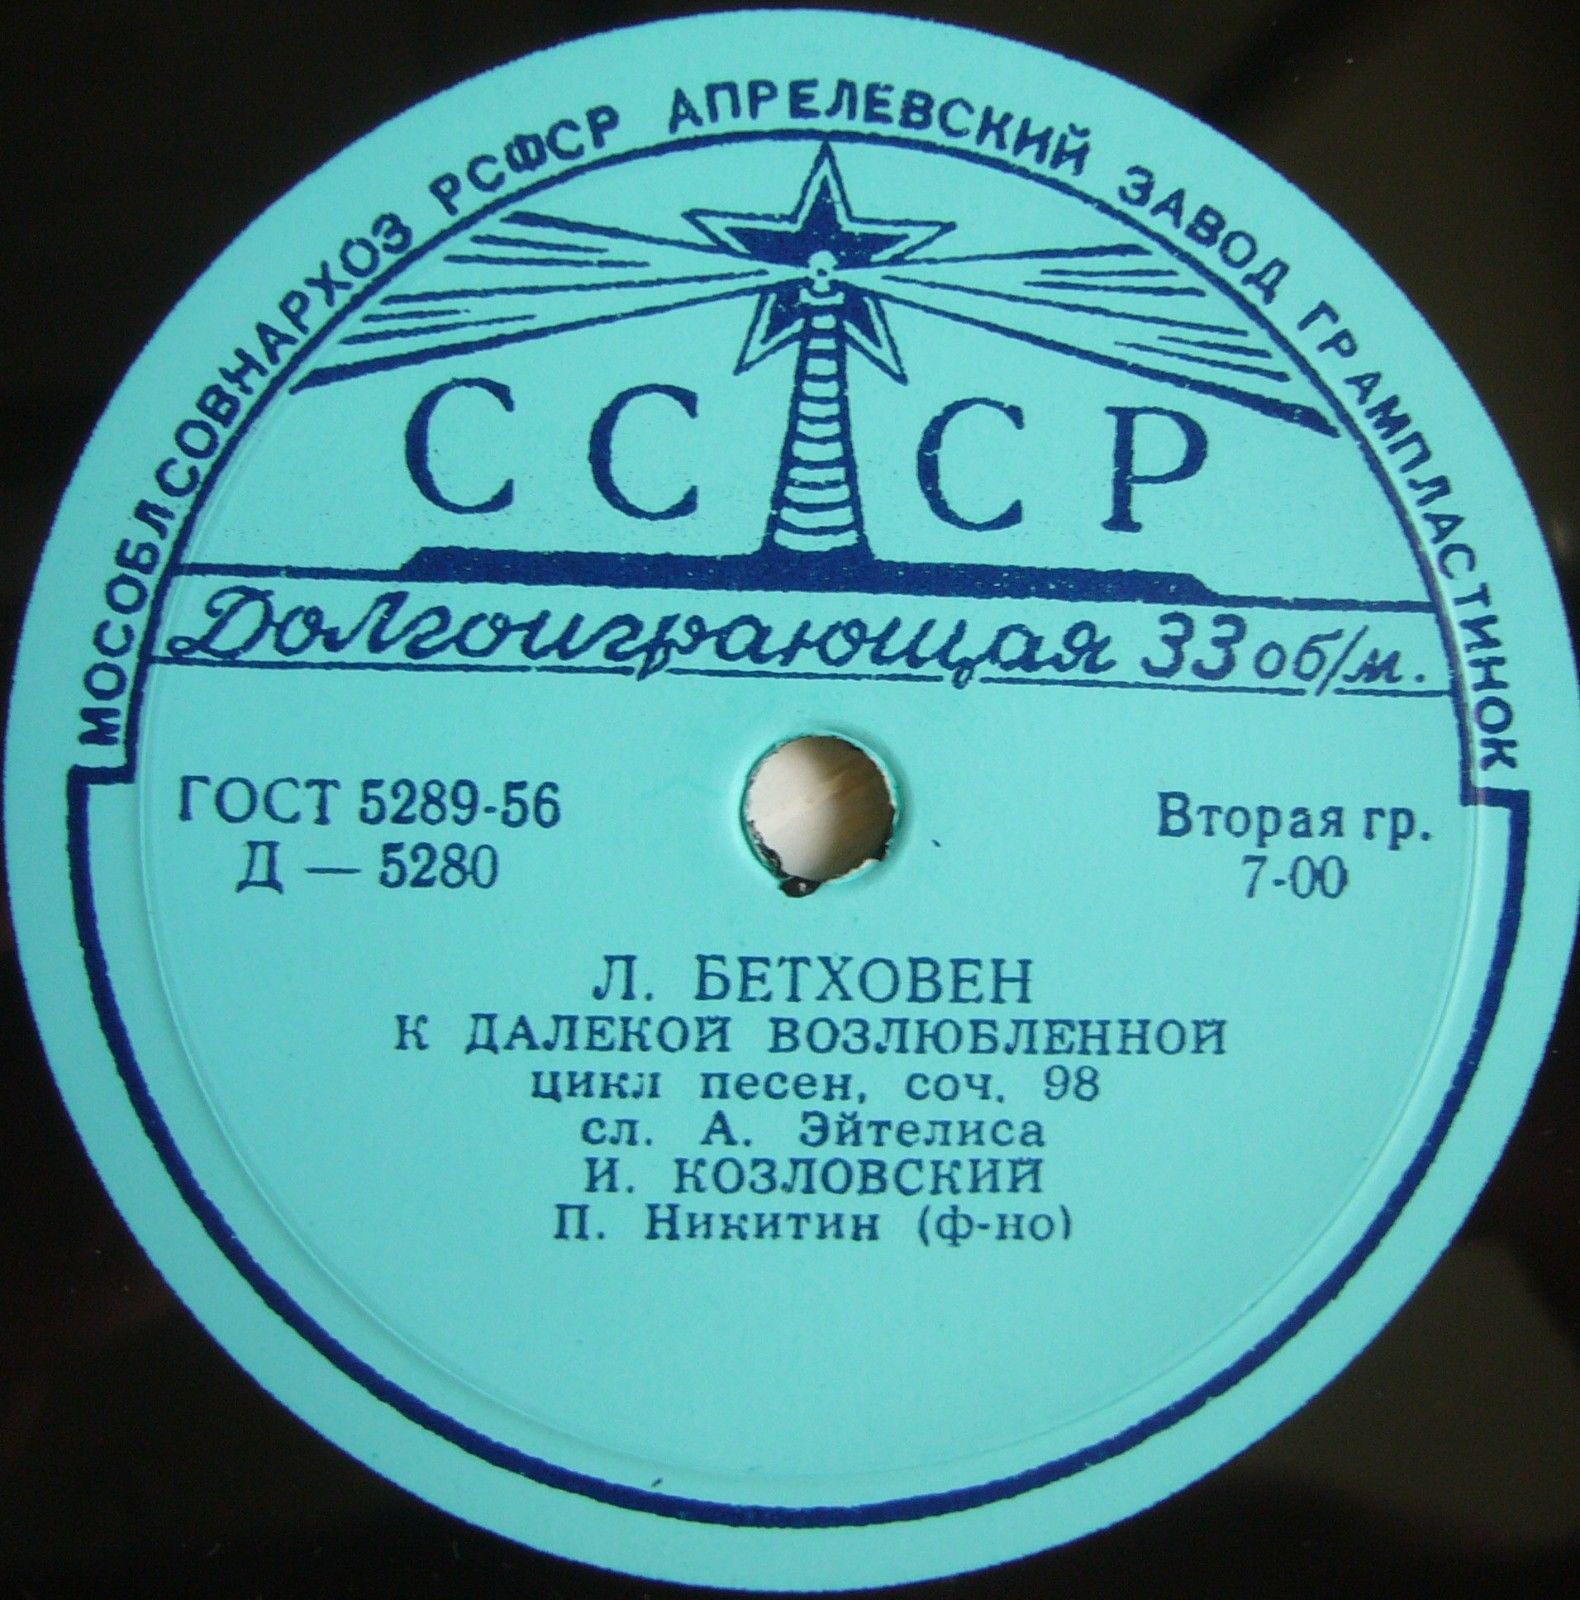 МОСОБЛСОВНАРХОЗ РСФСР АПРЕЛЕВСКИЙ ЗАВОД ГРАМПЛАСТИНОК
СССР
Долгоиграющая 33 об/м.
ГОСТ 5289-56
Д — 5280
Вторая гр.
7-00
Л. БЕТХОВЕН
К ДАЛЕКОЙ ВОЗЛЮБЛЕННОЙ
цикл песен, соч. 98
сл. А. Эйтелиса
И. КОЗЛОВСКИЙ
П. Никитин (ф-но)